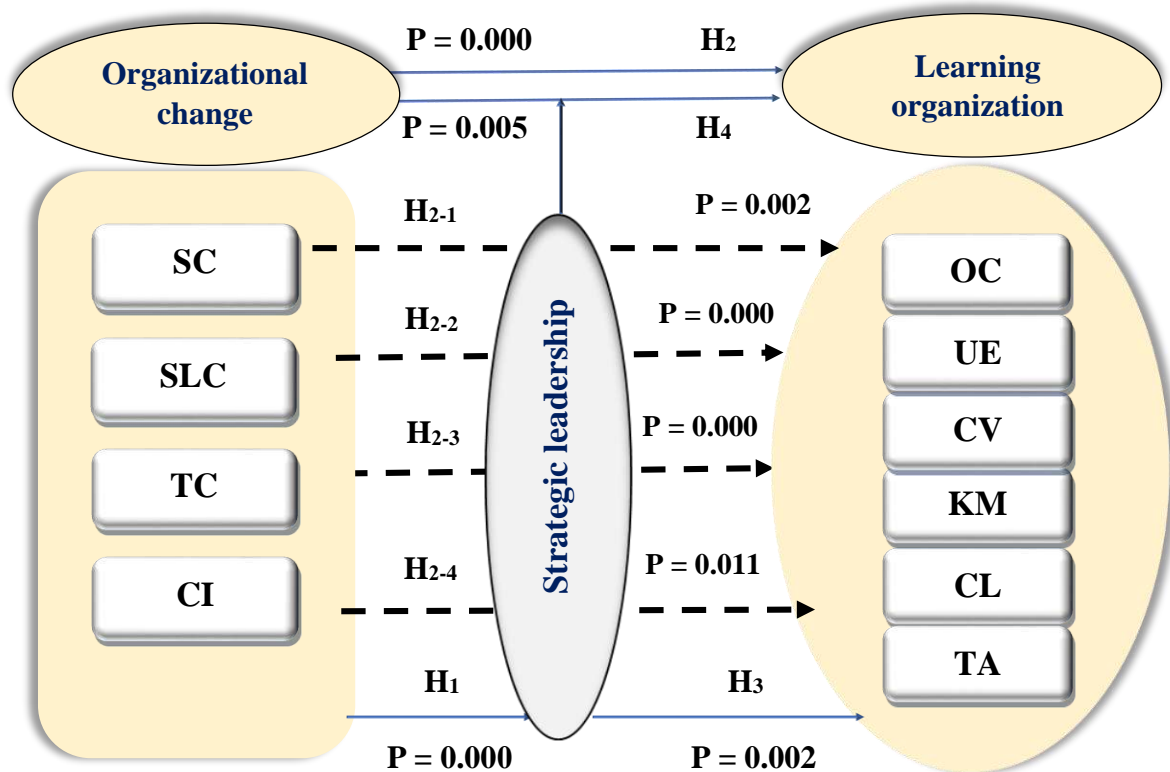 P = 0.000
H2
Organizational
change
Learning
organization
P = 0.005
H4
H2-1
P = 0.002
SC
OC
H2-2
P = 0.000
SLC
UE
Strategic leadership
H2-3
P = 0.000
TC
CV
KM
H2-4
P = 0.011
CI
CL
TA
H1
H3
P = 0.000
P = 0.002